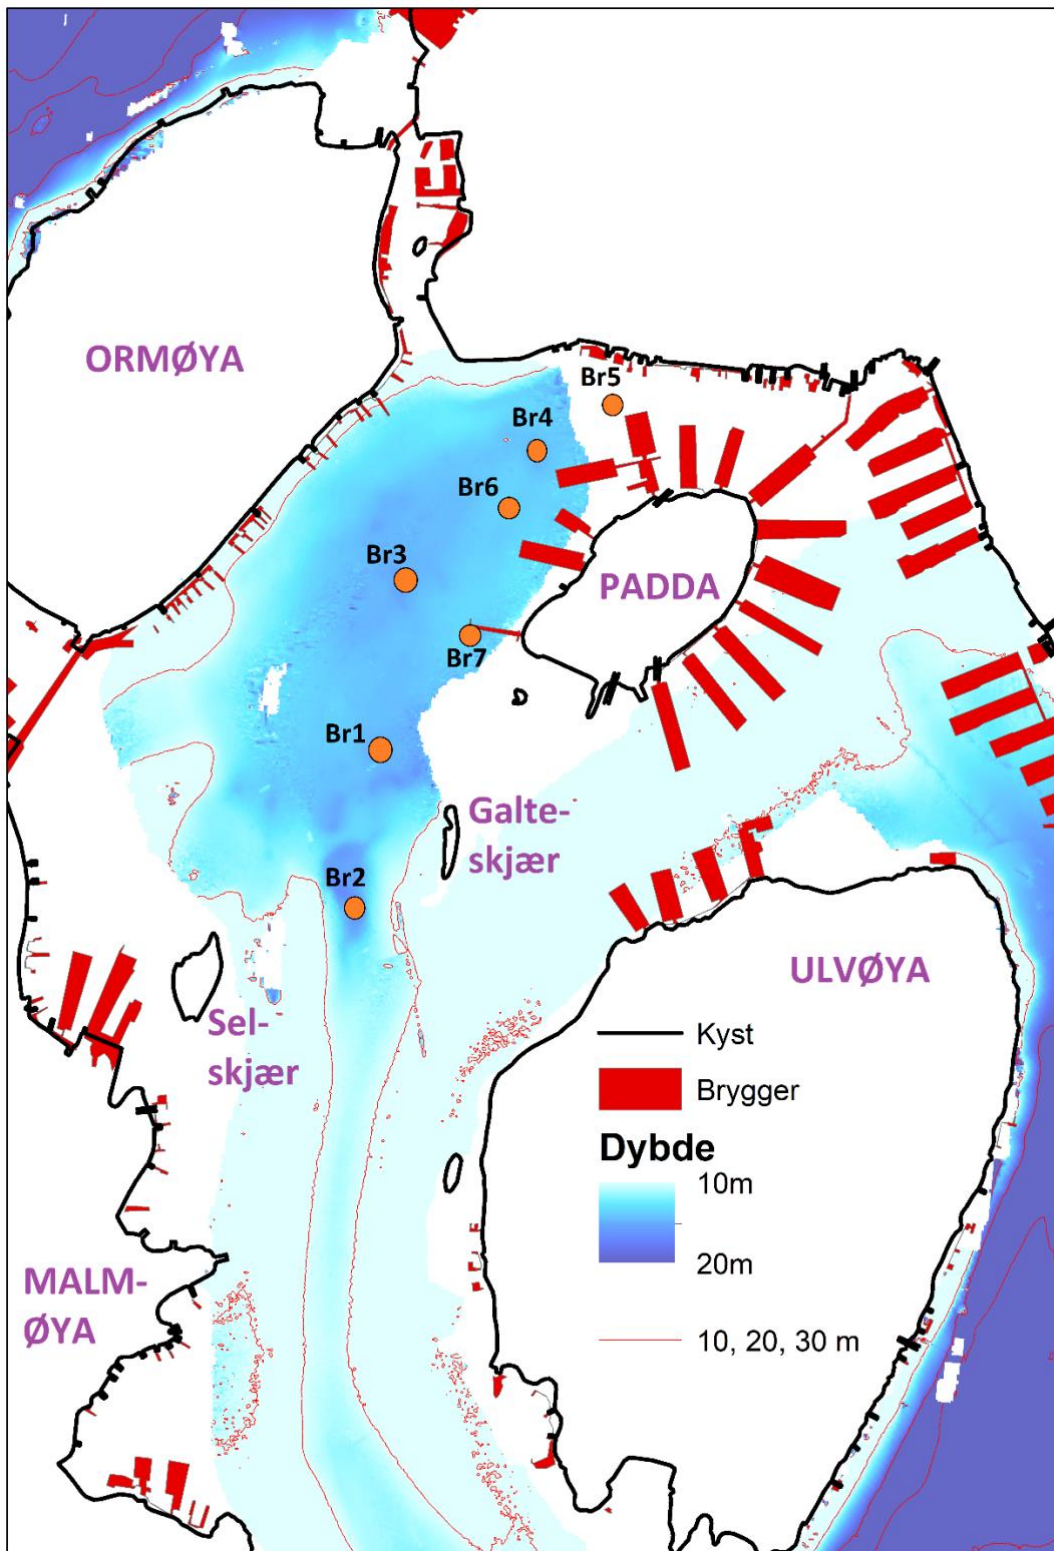 ORMØYA
Br5
Br4
Br6
Br3
PADDA
Br7
Br1
Galte-
skjær
Br2
ULVØYA
Sel-
skjær
Kyst
Brygger
Dybde
10m
20m
MALM-
ØYA
10, 20, 30 m